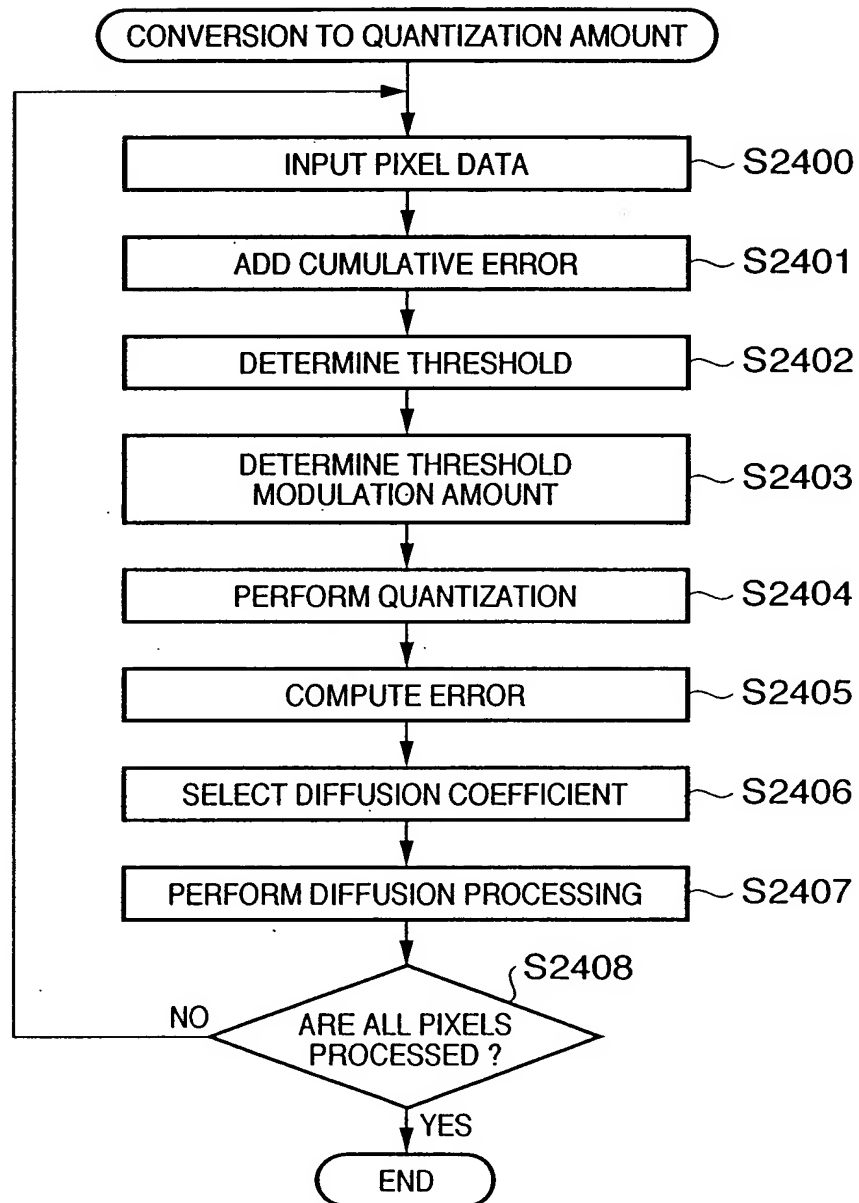 CONVERSION TO QUANTIZATION AMOUNT
INPUT PIXEL DATA S2400
ADD CUMULATIVE ERROR S2401
DETERMINE THRESHOLD S2402
DETERMINE THRESHOLD
MODULATION AMOUNT S2403
PERFORM QUANTIZATION S2404
COMPUTE ERROR S2405
SELECT DIFFUSION COEFFICIENT S2406
PERFORM DIFFUSION PROCESSING S2407
S2408
NO
ARE ALL PIXELS
PROCESSED ?
YES
END